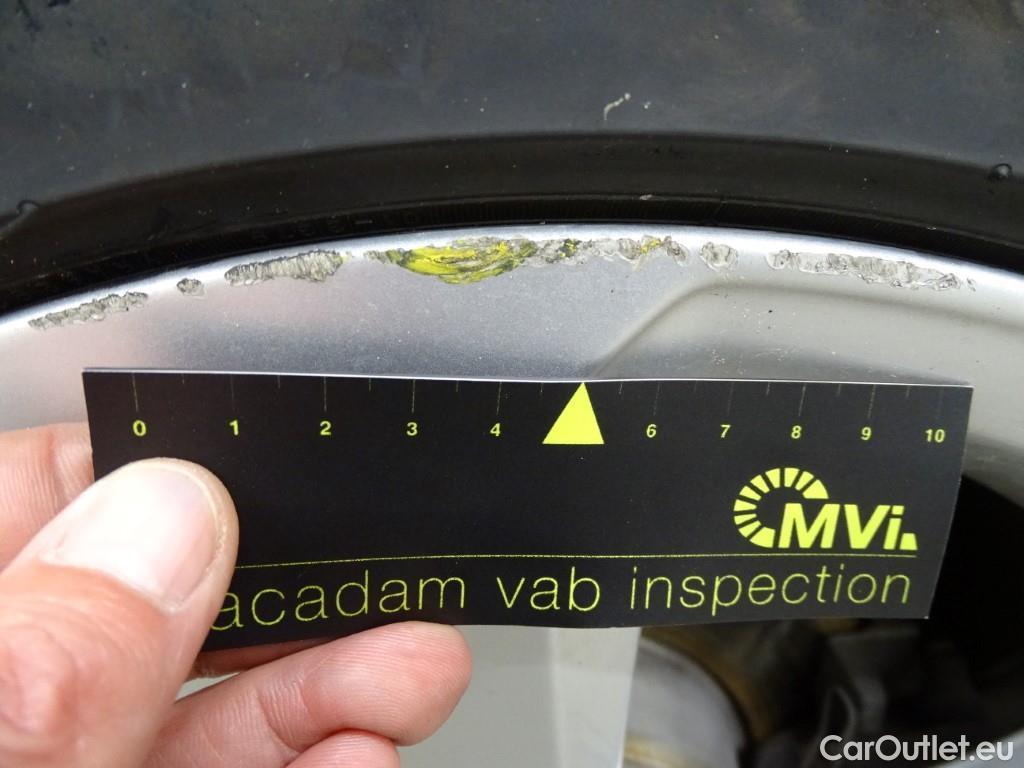 0 1 2 3 4 6 7 8 9 10
MVi.
acadam vab inspection
CarOutlet.eu